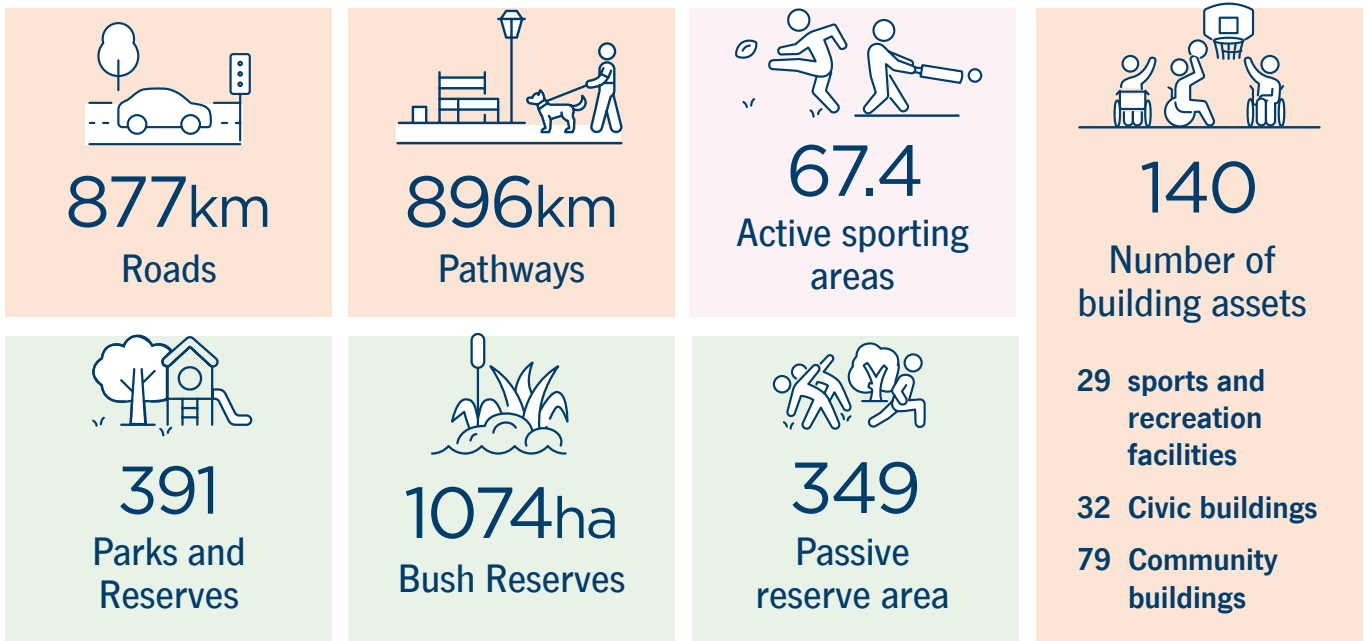 877km
Roads
896km
Pathways
67.4
Active sporting
areas
140
Number of
building assets
29 sports and
recreation
facilities
32 Civic buildings
79 Community
buildings
391
Parks and
Reserves
1074ha
Bush Reserves
349
Passive
reserve area